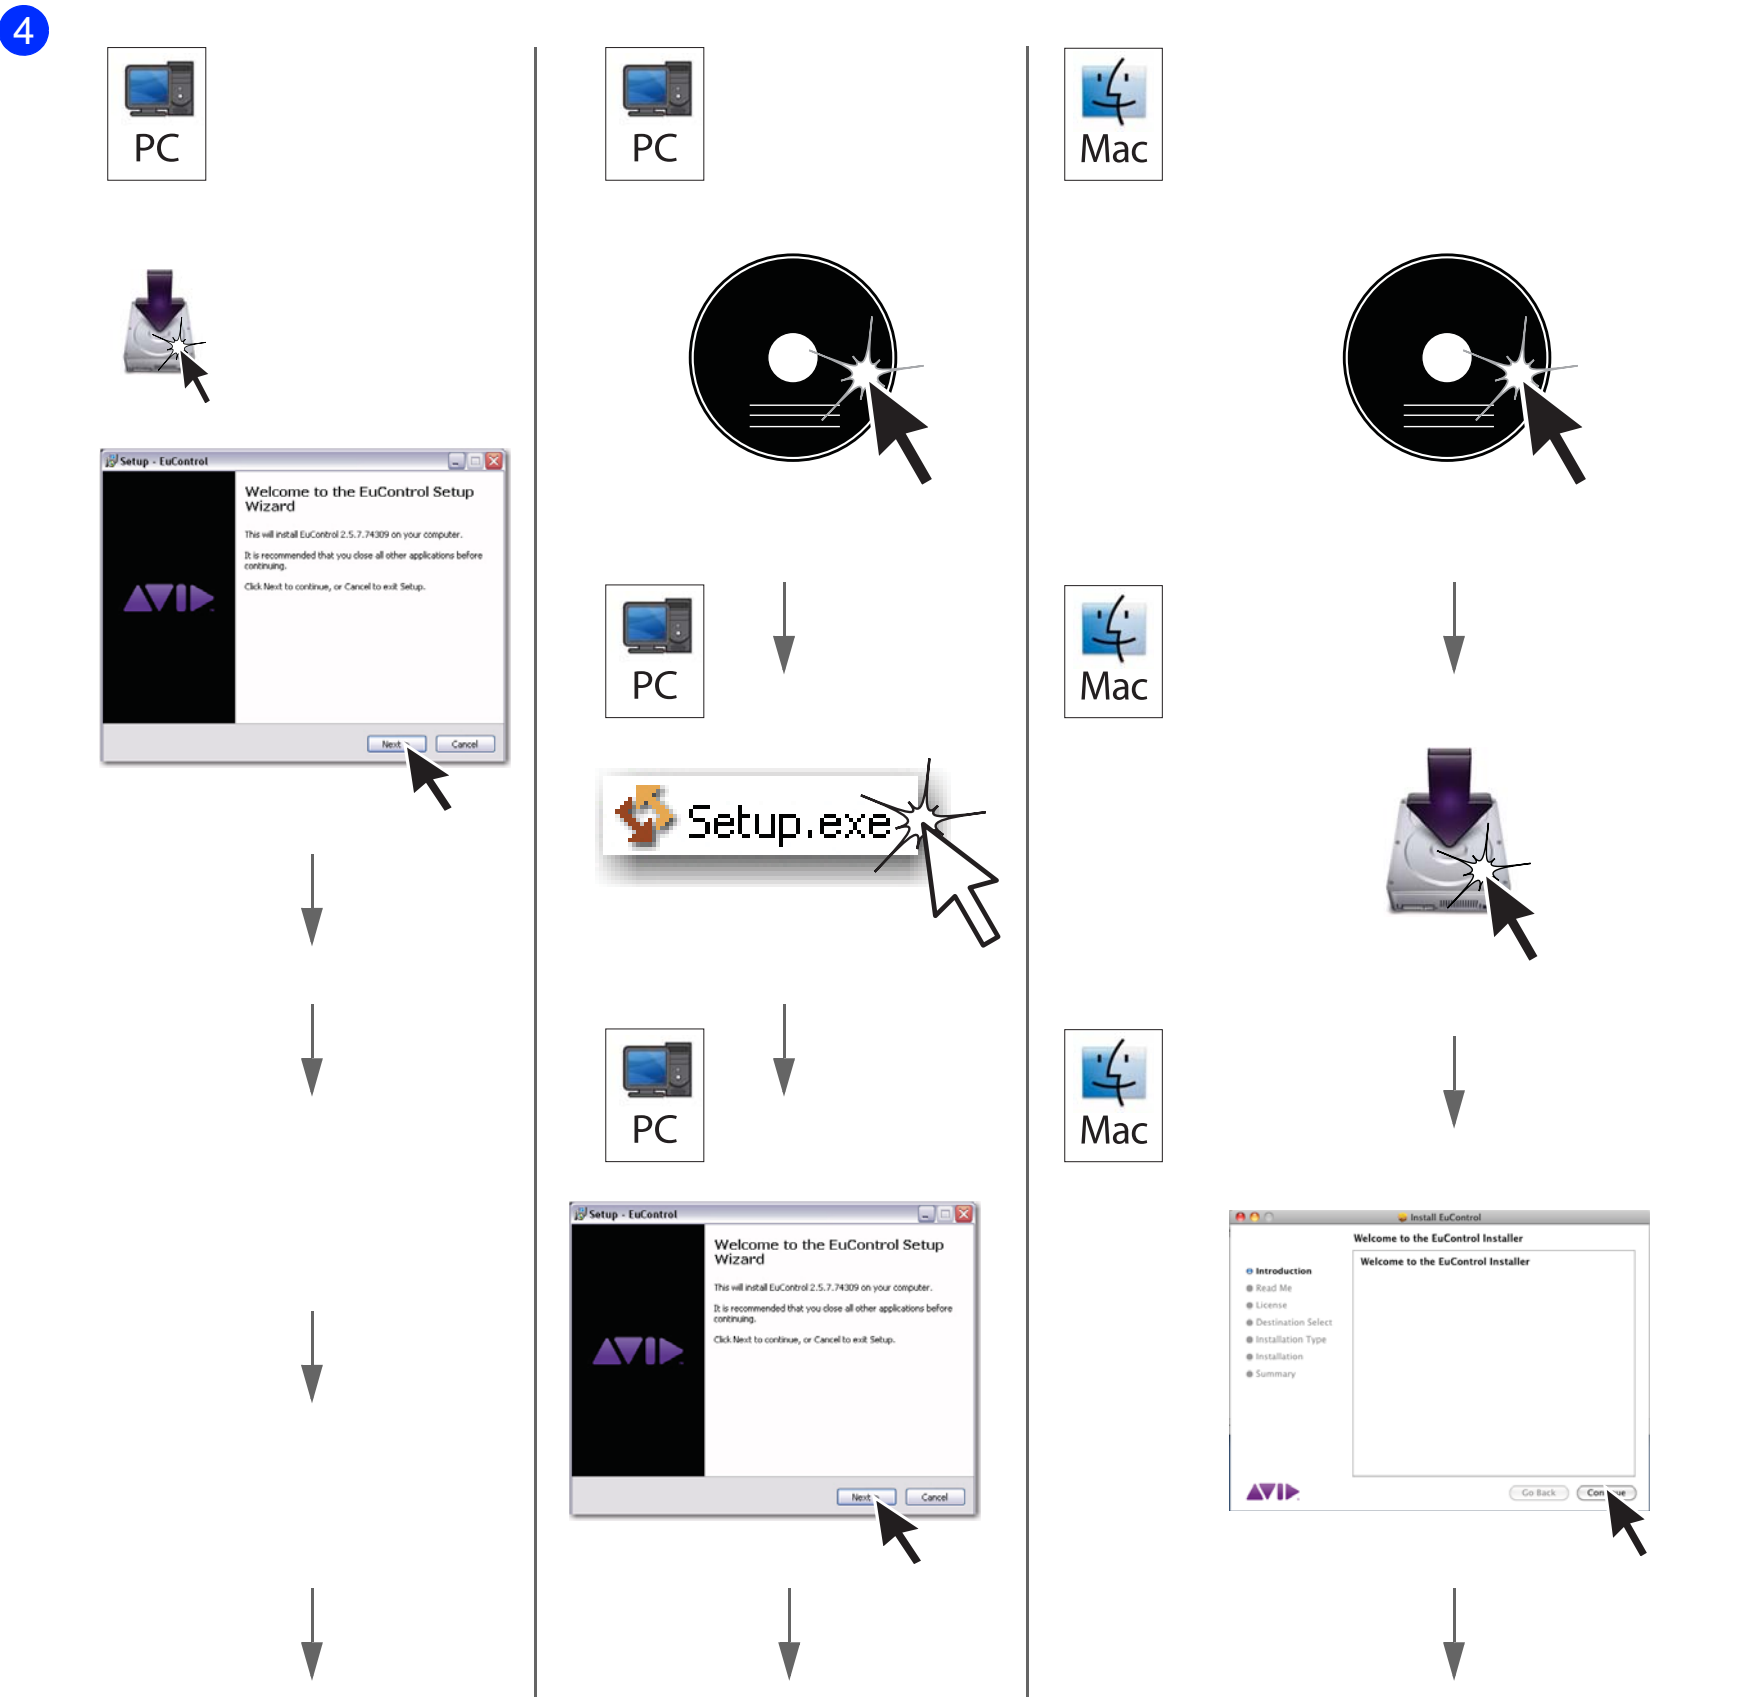 4
PC
Setup - EuControl
Welcome to the EuControl Setup
Wizard
This will install EuControl 2.5.7.74309 on your computer.
It is recommended that you close all other applications before
continuing.
Click Next to continue, or Cancel to exit Setup.
AVID
Next >
Cancel
PC
PC
Setup.exe
PC
Setup - EuControl
Welcome to the EuControl Setup
Wizard
This will install EuControl 2.5.7.74309 on your computer.
It is recommended that you close all other applications before
continuing.
Click Next to continue, or Cancel to exit Setup.
AVID
Next >
Cancel
Mac
Mac
Mac
Install EuControl
Welcome to the EuControl Installer
Welcome to the EuControl Installer
Introduction
Read Me
License
Destination Select
Installation Type
Installation
Summary
AVID
Go Back
Continue